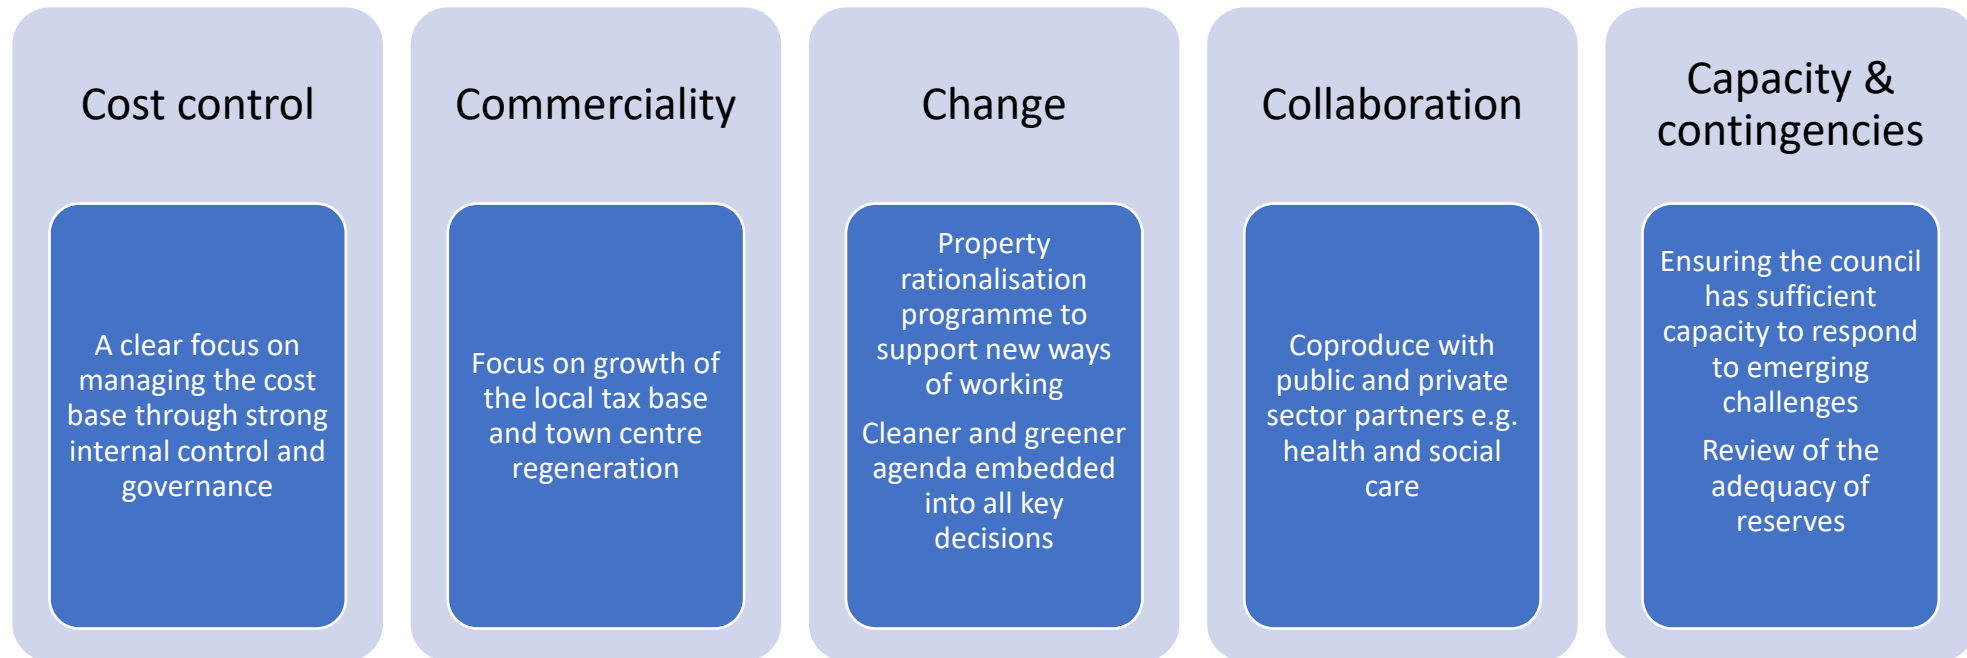 Cost control
A clear focus on
managing the cost
base through strong
internal control and
governance
Commerciality
Focus on growth of
the local tax base
and town centre
regeneration
Change
Property
rationalisation
programme to
support new ways
of working
Cleaner and greener
agenda embedded
into all key
decisions
Collaboration
Coproduce with
public and private
sector partners e.g.
health and social
care
Capacity &
contingencies
Ensuring the council
has sufficient
capacity to respond
to emerging
challenges
Review of the
adequacy of
reserves